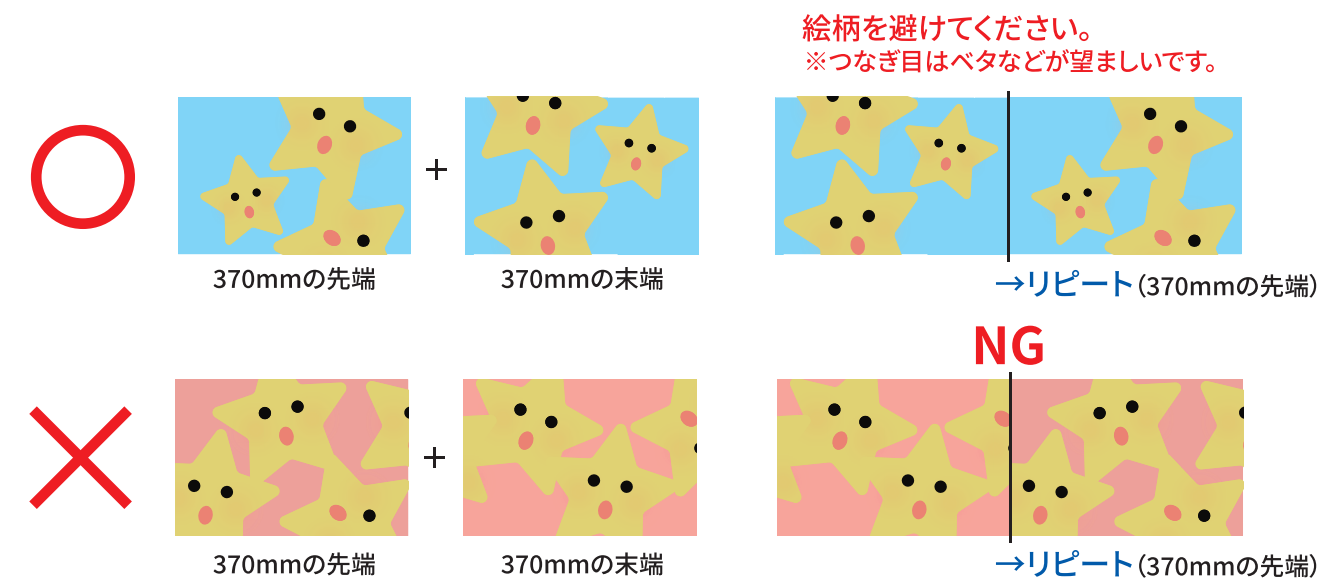 絵柄を避けてください。
※つなぎ目はベタなどが望ましいです。
+
370mmの先端
370mmの末端
→リピート(370mmの先端)
NG
+
370mmの先端
370mmの末端
→リピート(370mmの先端)